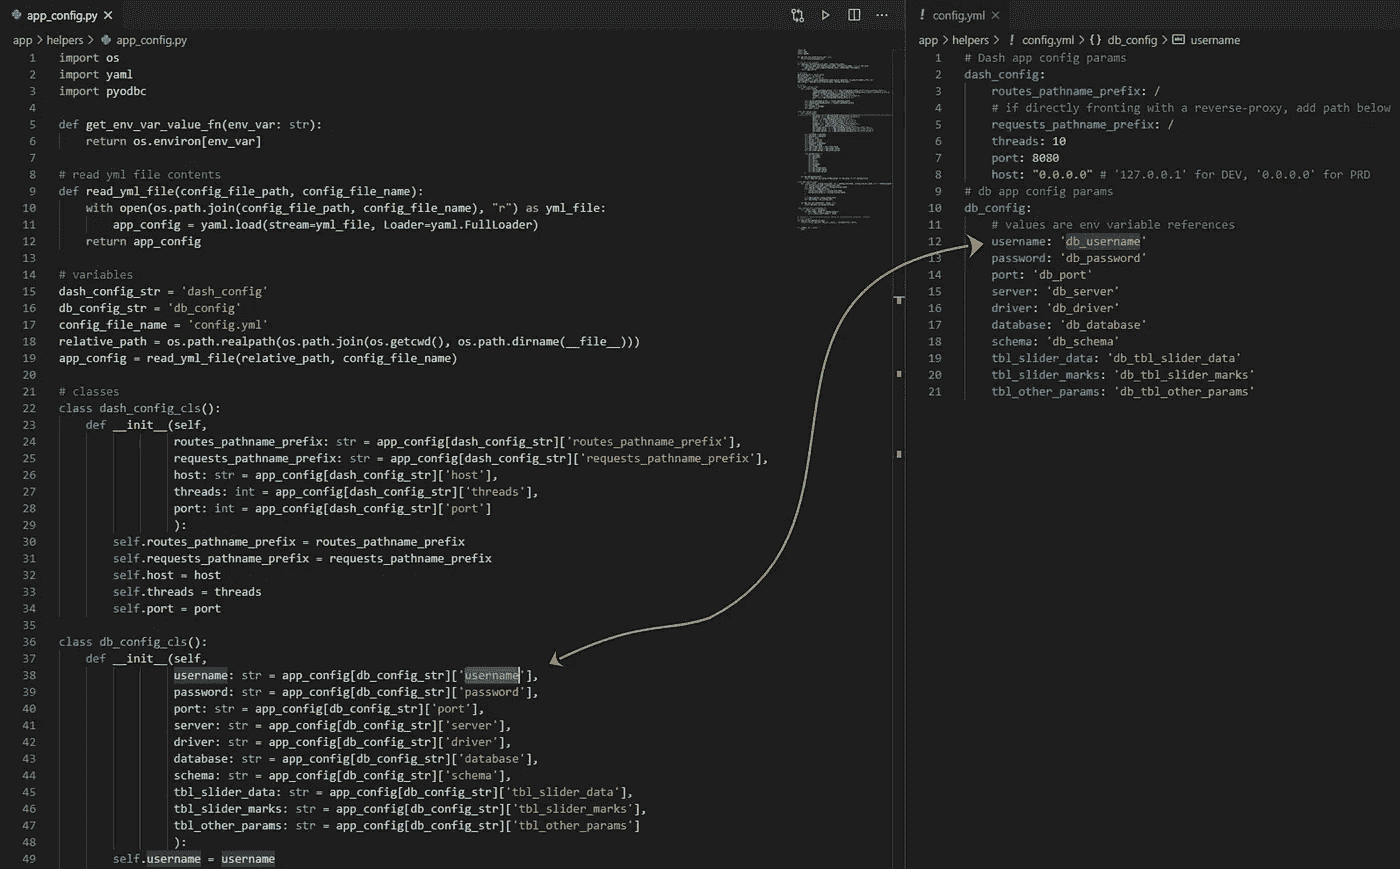 app_config.py
app > helpers > app_config.py
1 import os
2 import yaml
3 import pyodbc
4
5 def get_env_var_value_fn(env_var: str):
6     return os.environ[env_var]
7
8 # read yml file contents
9 def read_yml_file(config_file_path, config_file_name):
10     with open(os.path.join(config_file_path, config_file_name), "r") as yml_file:
11         app_config = yaml.load(stream=yml_file, Loader=yaml.FullLoader)
12     return app_config
13
14 # variables
15 dash_config_str = 'dash_config'
16 db_config_str = 'db_config'
17 config_file_name = 'config.yml'
18 relative_path = os.path.realpath(os.path.join(os.getcwd(), os.path.dirname(__file__)))
19 app_config = read_yml_file(relative_path, config_file_name)
20
21 # classes
22 class dash_config_cls():
23     def __init__(self,
24                  routes_pathname_prefix: str = app_config[dash_config_str]['routes_pathname_prefix'],
25                  requests_pathname_prefix: str = app_config[dash_config_str]['requests_pathname_prefix'],
26                  host: str = app_config[dash_config_str]['host'],
27                  threads: int = app_config[dash_config_str]['threads'],
28                  port: int = app_config[dash_config_str]['port']
29                  ):
30         self.routes_pathname_prefix = routes_pathname_prefix
31         self.requests_pathname_prefix = requests_pathname_prefix
32         self.host = host
33         self.threads = threads
34         self.port = port
35
36 class db_config_cls():
37     def __init__(self,
38                  username: str = app_config[db_config_str]['username'],
39                  password: str = app_config[db_config_str]['password'],
40                  port: str = app_config[db_config_str]['port'],
41                  server: str = app_config[db_config_str]['server'],
42                  driver: str = app_config[db_config_str]['driver'],
43                  database: str = app_config[db_config_str]['database'],
44                  schema: str = app_config[db_config_str]['schema'],
45                  tbl_slider_data: str = app_config[db_config_str]['tbl_slider_data'],
46                  tbl_slider_marks: str = app_config[db_config_str]['tbl_slider_marks'],
47                  tbl_other_params: str = app_config[db_config_str]['tbl_other_params']
48                  ):
49         self.username = username
! config.yml
app > helpers > ! config.yml > {} db_config > abc username
1 # Dash app config params
2 dash_config:
3     routes_pathname_prefix: /
4     # if directly fronting with a reverse-proxy, add path below
5     requests_pathname_prefix: /
6     threads: 10
7     port: 8080
8     host: "0.0.0.0" # '127.0.0.1' for DEV, '0.0.0.0' for PRD
9 # db app config params
10 db_config:
11     # values are env variable references
12     username: 'db_username'
13     password: 'db_password'
14     port: 'db_port'
15     server: 'db_server'
16     driver: 'db_driver'
17     database: 'db_database'
18     schema: 'db_schema'
19     tbl_slider_data: 'db_tbl_slider_data'
20     tbl_slider_marks: 'db_tbl_slider_marks'
21     tbl_other_params: 'db_tbl_other_params'